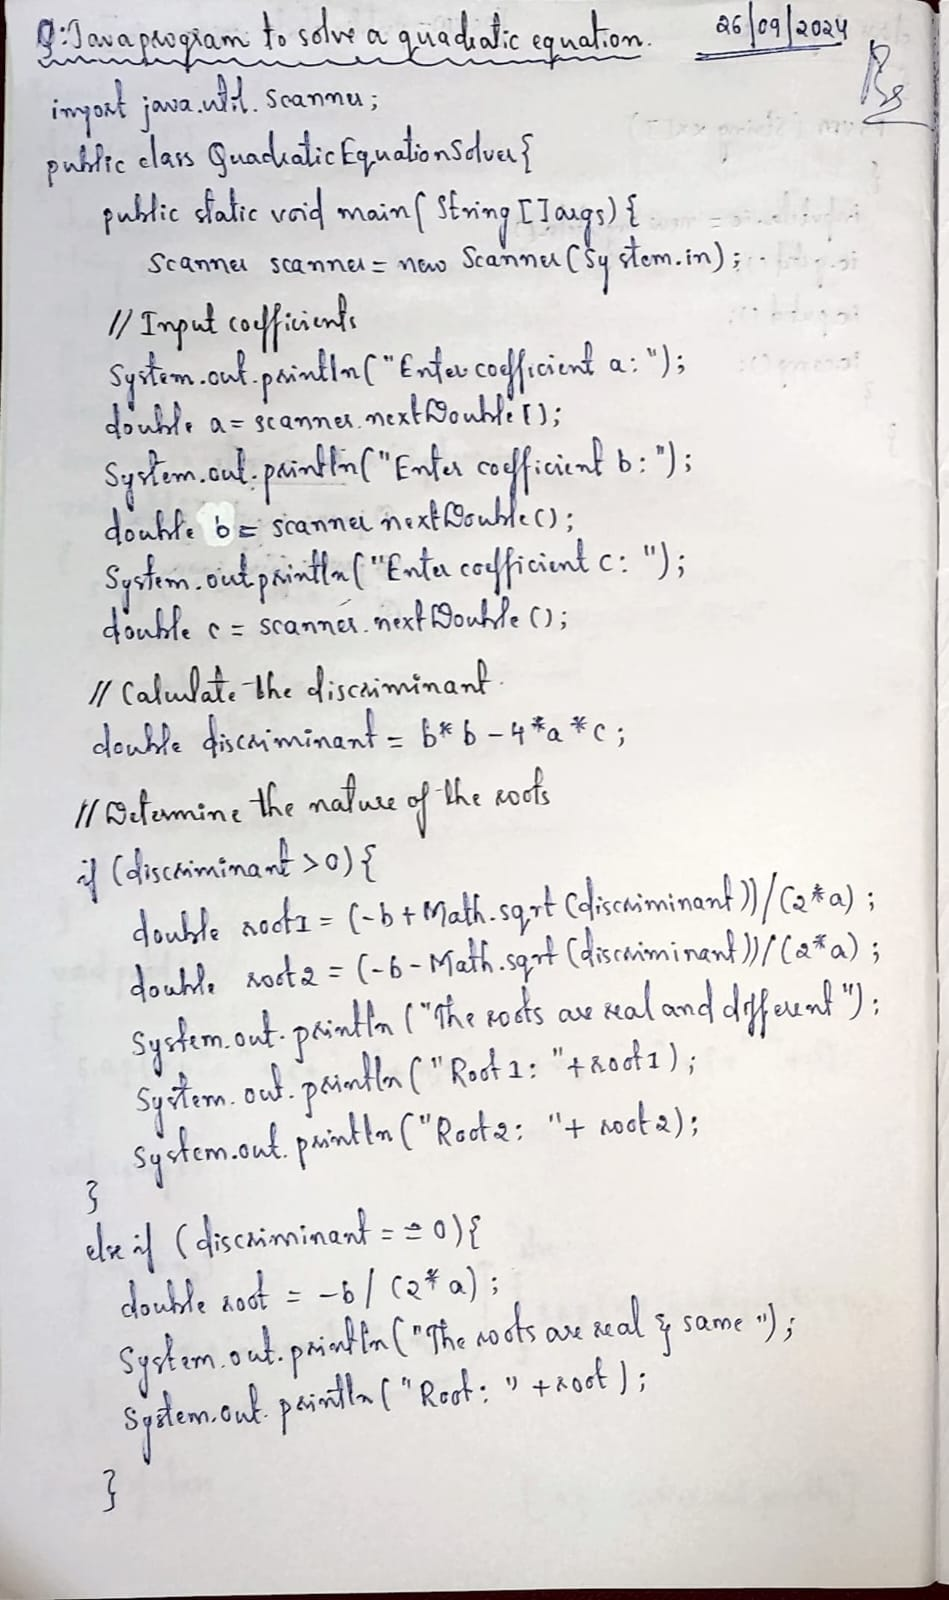 Q: Java program to solve a quadratic equation. 26/09/2024
import java.util.Scanner;
public class QuadraticEquationSolver{
public static void main(String[]args){
Scanner scanner = new Scanner(System.in);
// Input coefficients
System.out.println("Enter coefficient a: ");
double a = scanner.nextDouble();
System.out.println("Enter coefficient b: ");
double b = scanner nextDouble();
System.out println("Enter coefficient c: ");
double c = scanner.nextDouble();
// Calculate the discriminant.
double discriminant = b*b-4*a*c;
// Determine the nature of the roots
if (discriminant >0){
double root1 = (-b+Math.sqrt(discriminant))/(2*a);
double root2 = (-b-Math.sqrt(discriminant))/(2*a);
System.out.println("The roots are real and different");
System.out.println("Root 1: "+root1);
System.out.println("Root2: "+ root2);
}
else if (discriminant ==0){
double root = -b/(2*a);
System.out.println("The roots are real & same");
System.out.println("Root: "+root);
}